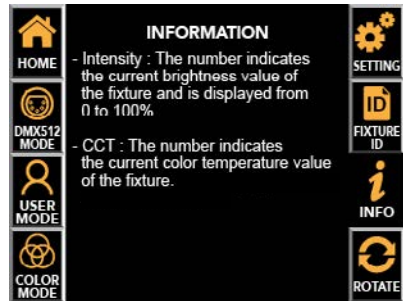 INFORMATION
- Intensity : The number indicates
the current brightness value of
the fixture and is displayed from
0 to 100%
- CCT : The number indicates
the current color temperature value
of the fixture.
HOME
DMX512
MODE
USER
MODE
COLOR
MODE
SETTING
ID
FIXTURE
ID
i
INFO
ROTATE